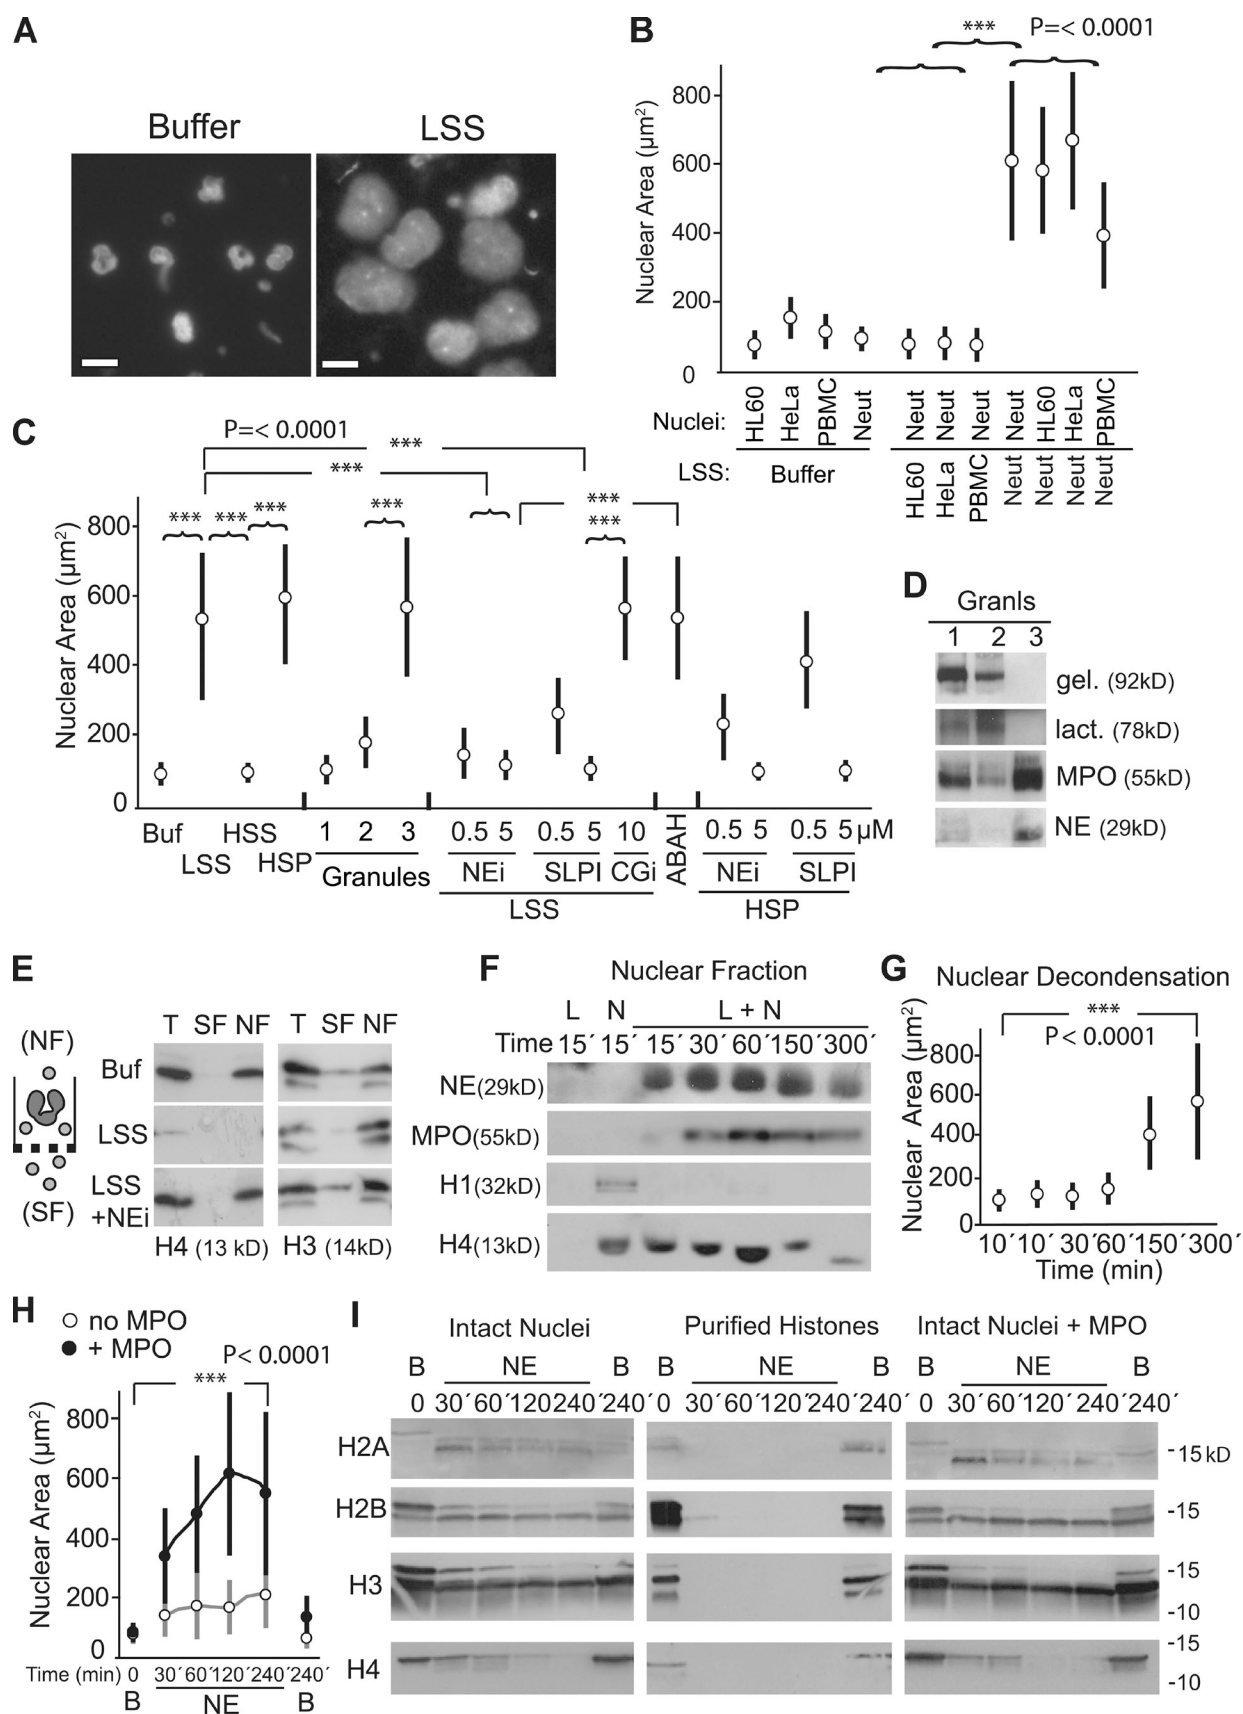 A
Buffer
LSS
B
***
P=< 0.0001
Nuclear Area (µm²)
800
600
400
200
0
Nuclei:
HL60
HeLa
PBMC
Neut
Neut
Neut
Neut
Neut
HL60
HeLa
PBMC
LSS:
Buffer
HL60
HeLa
PBMC
Neut
Neut
Neut
Neut
C
P=< 0.0001
***
***
***
***
***
***
***
***
Nuclear Area (µm²)
800
600
400
200
0
Buf
LSS
HSS
HSP
1 2 3
Granules
0.5 5
0.5 5
10
ABAH
0.5 5
0.5 5 µM
NEi
SLPI
CGi
NEi
SLPI
LSS
HSP
D
Granls
1 2 3
gel. (92kD)
lact. (78kD)
MPO (55kD)
NE (29kD)
E
T SF NF
T SF NF
(NF)
(SF)
Buf
LSS
LSS
+NEi
H4 (13 kD)
H3 (14kD)
F
Nuclear Fraction
L N L + N
Time 15´ 15´ 15´ 30´ 60´ 150´ 300´
NE(29kD)
MPO(55kD)
H1(32kD)
H4(13kD)
G
Nuclear Decondensation
***
P< 0.0001
Nuclear Area (µm²)
800
600
400
200
0
10´ 10´ 30´ 60´ 150´ 300´
Time (min)
H
no MPO
+ MPO
P< 0.0001
***
Nuclear Area (µm²)
800
600
400
200
0
Time (min) 0 30´ 60´ 120´ 240´ 240´
B NE B
I
Intact Nuclei
Purified Histones
Intact Nuclei + MPO
B NE B
B NE B
B NE B
0 30´ 60´ 120´ 240´ 240´
0 30´ 60´ 120´ 240´ 240´
0 30´ 60´ 120´ 240´ 240´
H2A
-15 kD
H2B
-15
H3
-15
-10
H4
-15
-10